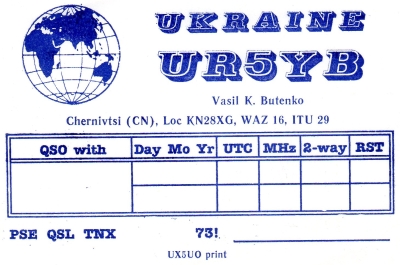 UKRAINE
UR5YB
Vasil K. Butenko
Chernivtsi (CN), Loc KN28XG, WAZ 16, ITU 29
QSO with Day Mo Yr UTC MHz 2-way RST
PSE QSL TNX 73!
UX5UO print